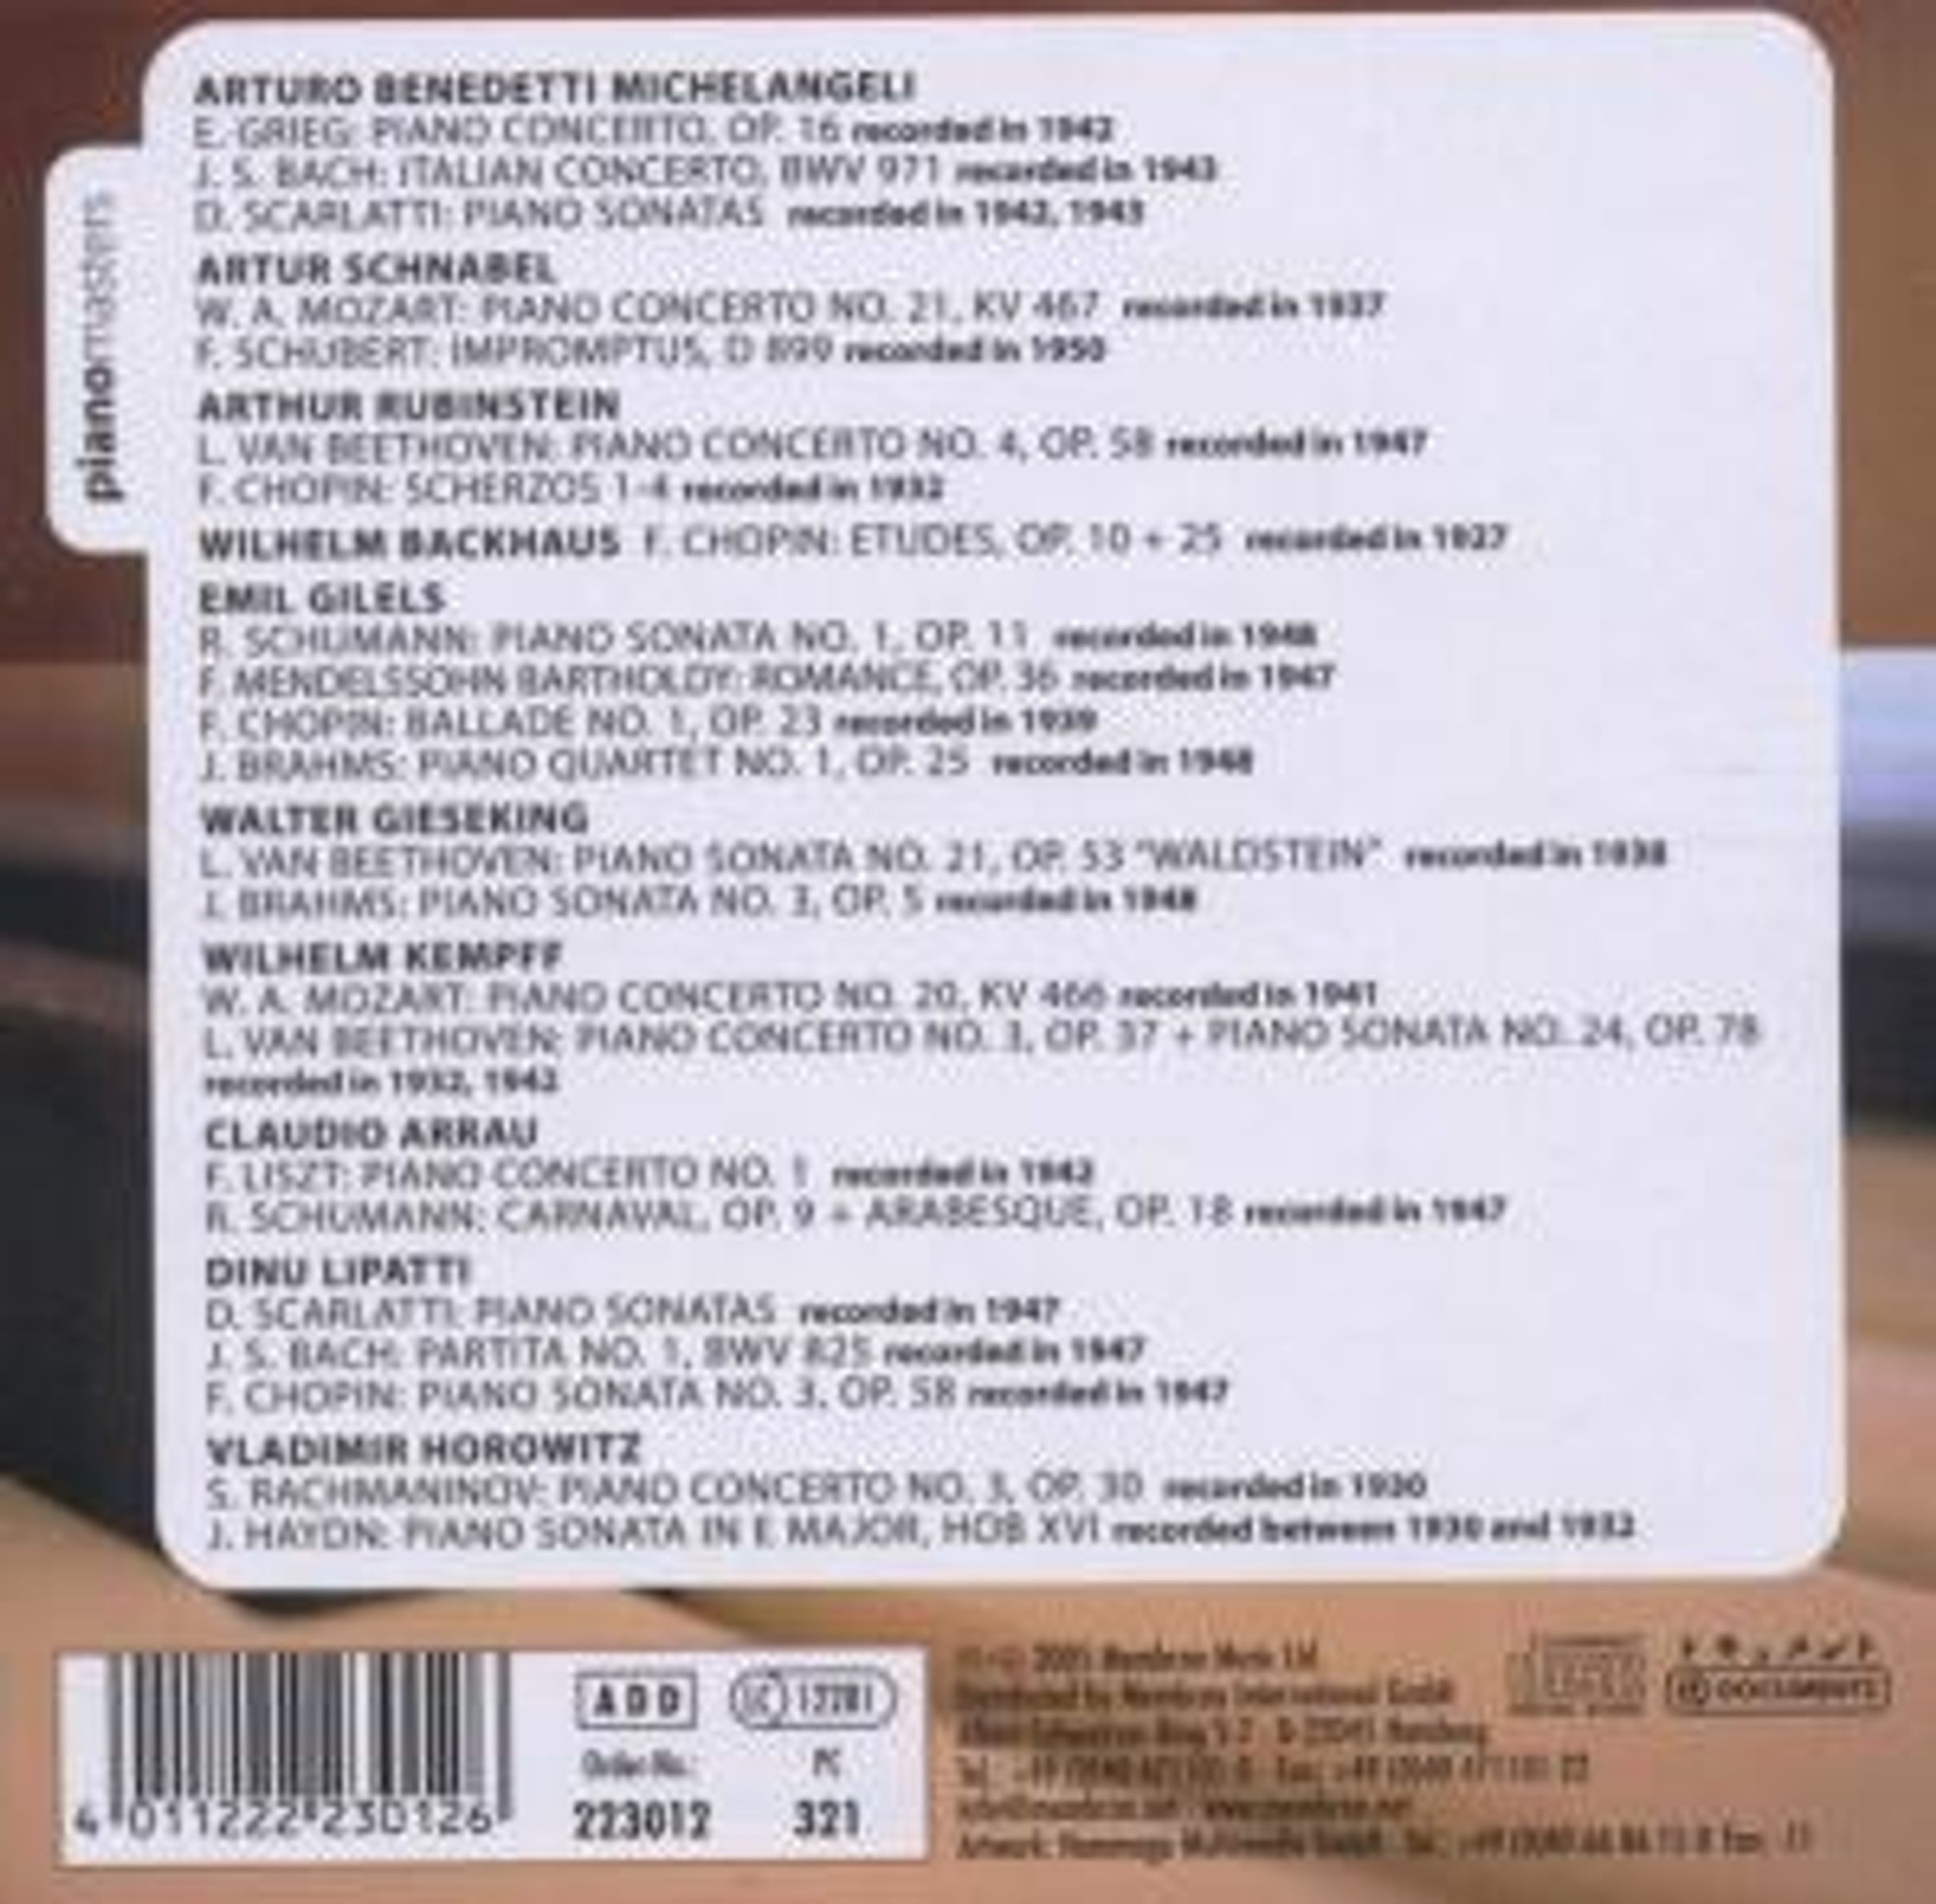 ARTURO BENEDETTI MICHELANGELI
E. GRIEG: PIANO CONCERTO, OP. 16 recorded in 1942
J. S. BACH: ITALIAN CONCERTO, BWV 971 recorded in 1943
D. SCARLATTI: PIANO SONATAS recorded in 1942, 1943
ARTUR SCHNABEL
W. A. MOZART: PIANO CONCERTO NO. 21, KV 467 recorded in 1937
F. SCHUBERT: IMPROMPTUS, D 899 recorded in 1950
ARTHUR RUBINSTEIN
L. VAN BEETHOVEN: PIANO CONCERTO NO. 4, OP. 58 recorded in 1947
F. CHOPIN: SCHERZOS 1-4 recorded in 1932
WILHELM BACKHAUS F. CHOPIN: ETUDES, OP. 10 + 25 recorded in 1927
EMIL GILELS
R. SCHUMANN: PIANO SONATA NO. 1, OP. 11 recorded in 1948
F. MENDELSSOHN BARTHOLDY: ROMANCE, OP. 36 recorded in 1947
F. CHOPIN: BALLADE NO. 1, OP. 23 recorded in 1939
J. BRAHMS: PIANO QUARTET NO. 1, OP. 25 recorded in 1948
WALTER GIESEKING
L. VAN BEETHOVEN: PIANO SONATA NO. 21, OP. 53 "WALDSTEIN" recorded in 1938
J. BRAHMS: PIANO SONATA NO. 3, OP. 5 recorded in 1948
WILHELM KEMPFF
W. A. MOZART: PIANO CONCERTO NO. 20, KV 466 recorded in 1941
L. VAN BEETHOVEN: PIANO CONCERTO NO. 3, OP. 37 + PIANO SONATA NO. 24, OP. 78
recorded in 1932, 1942
CLAUDIO ARRAU
F. LISZT: PIANO CONCERTO NO. 1 recorded in 1942
R. SCHUMANN: CARNAVAL, OP. 9 + ARABESQUE, OP. 18 recorded in 1947
DINU LIPATTI
D. SCARLATTI: PIANO SONATAS recorded in 1947
J. S. BACH: PARTITA NO. 1, BWV 825 recorded in 1947
F. CHOPIN: PIANO SONATA NO. 3, OP. 58 recorded in 1947
VLADIMIR HOROWITZ
S. RACHMANINOV: PIANO CONCERTO NO. 3, OP. 30 recorded in 1930
J. HAYDN: PIANO SONATA IN E MAJOR, HOB XVI recorded between 1930 and 1932
pianomasters
ADD LC 12281
Order-No.: PC
223012 321
4 011222 230126
2005 Membran Music Ltd
Distributed by Membran International GmbH
Hamburg
DOCUMENTS